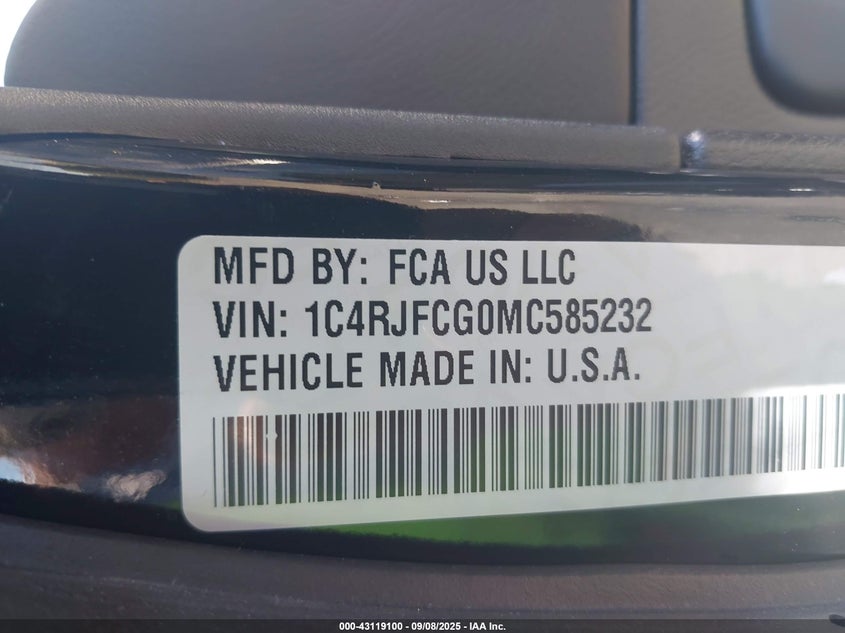 MFD BY: FCA US LLC
VIN: 1C4RJFCG0MC585232
VEHICLE MADE IN: U.S.A.
000-43119100 - 09/08/2025 - IAA Inc.